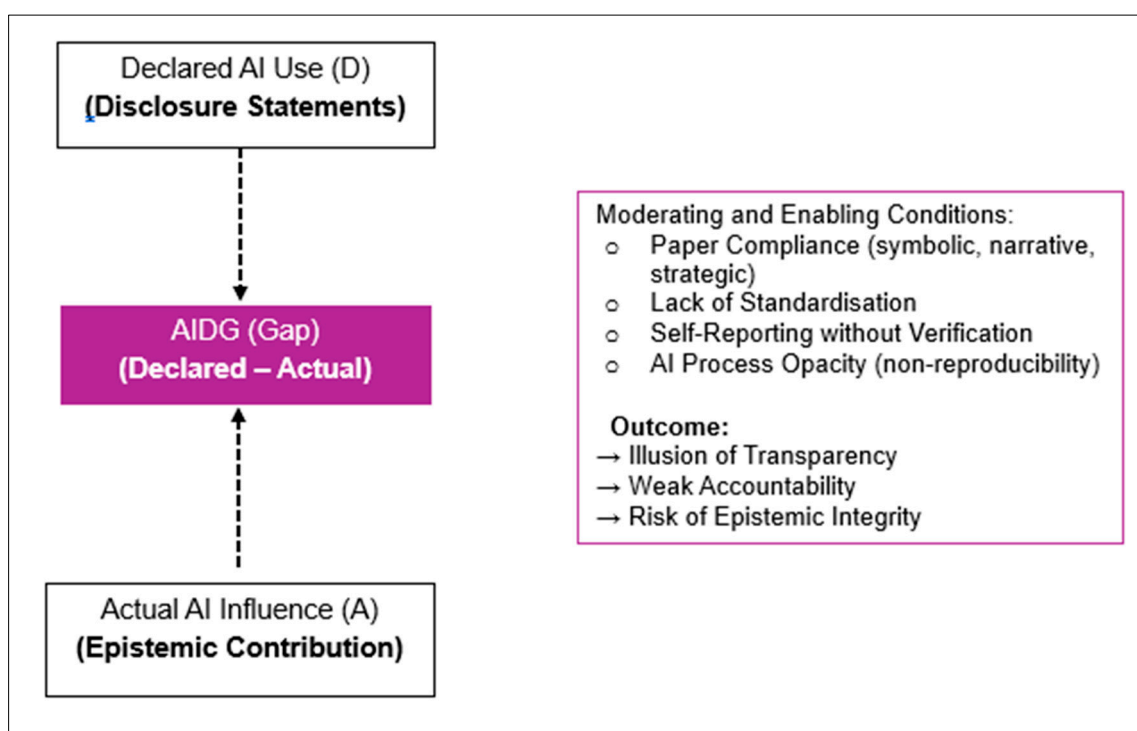 Declared AI Use (D)
(Disclosure Statements)
AIDG (Gap)
(Declared – Actual)
Actual AI Influence (A)
(Epistemic Contribution)
Moderating and Enabling Conditions:
o Paper Compliance (symbolic, narrative,
strategic)
o Lack of Standardisation
o Self-Reporting without Verification
o AI Process Opacity (non-reproducibility)
Outcome:
→ Illusion of Transparency
→ Weak Accountability
→ Risk of Epistemic Integrity